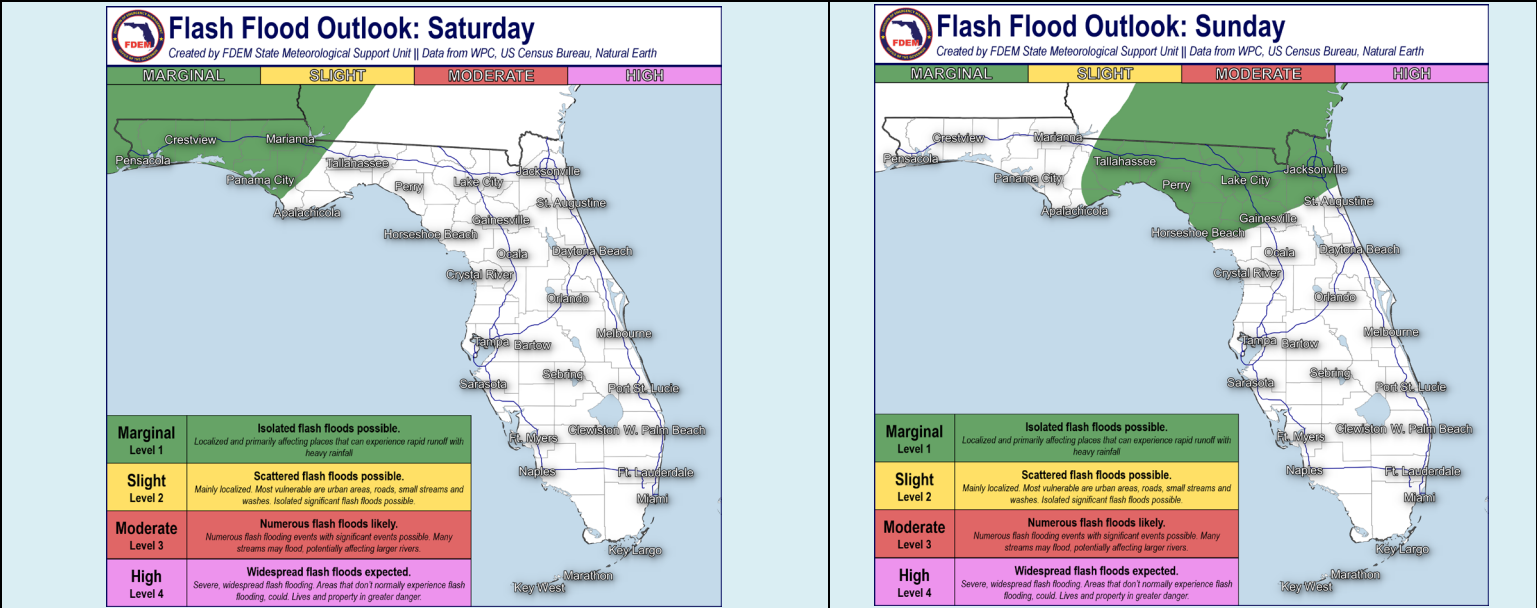 Flash Flood Outlook: Saturday
Created by FDEM State Meteorological Support Unit || Data from WPC, US Census Bureau, Natural Earth
FDEM
MARGINAL SLIGHT MODERATE HIGH
Crestview
Marianna
Pensacola
Tallahassee
Jacksonville
Panama City
Perry
Lake City
Apalachicola
St. Augustine
Gainesville
Horseshoe Beach
Ocala
Daytona Beach
Crystal River
Orlando
Melbourne
Tampa
Bartow
Sarasota
Sebring
Port St. Lucie
Ft. Myers
Clewiston
W. Palm Beach
Naples
Ft. Lauderdale
Miami
Key Largo
Marathon
Key West
Marginal
Level 1
Isolated flash floods possible.
Localized and primarily affecting places that can experience rapid runoff with
heavy rainfall
Slight
Level 2
Scattered flash floods possible.
Mainly localized. Most vulnerable are urban areas, roads, small streams and
washes. Isolated significant flash floods possible.
Moderate
Level 3
Numerous flash floods likely.
Numerous flash flooding events with significant events possible. Many
streams may flood, potentially affecting larger rivers.
High
Level 4
Widespread flash floods expected.
Severe, widespread flash flooding. Areas that don't normally experience flash
flooding, could. Lives and property in greater danger.
Flash Flood Outlook: Sunday
Created by FDEM State Meteorological Support Unit || Data from WPC, US Census Bureau, Natural Earth
FDEM
MARGINAL SLIGHT MODERATE HIGH
Crestview
Marianna
Pensacola
Tallahassee
Jacksonville
Panama City
Perry
Lake City
Apalachicola
St. Augustine
Gainesville
Horseshoe Beach
Ocala
Daytona Beach
Crystal River
Orlando
Melbourne
Tampa
Bartow
Sarasota
Sebring
Port St. Lucie
Ft. Myers
Clewiston
W. Palm Beach
Naples
Ft. Lauderdale
Miami
Key Largo
Marathon
Key West
Marginal
Level 1
Isolated flash floods possible.
Localized and primarily affecting places that can experience rapid runoff with
heavy rainfall
Slight
Level 2
Scattered flash floods possible.
Mainly localized. Most vulnerable are urban areas, roads, small streams and
washes. Isolated significant flash floods possible.
Moderate
Level 3
Numerous flash floods likely.
Numerous flash flooding events with significant events possible. Many
streams may flood, potentially affecting larger rivers.
High
Level 4
Widespread flash floods expected.
Severe, widespread flash flooding. Areas that don't normally experience flash
flooding, could. Lives and property in greater danger.